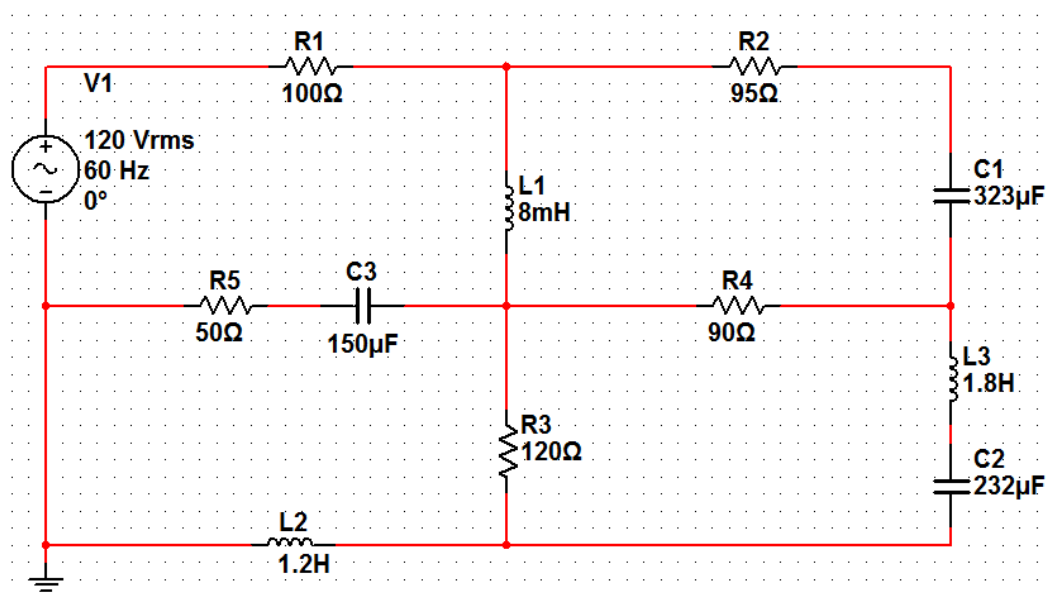 R1
100Ω
R2
95Ω
V1
120 Vrms
60 Hz
0°
L1
8mH
C1
323µF
R5
50Ω
C3
150µF
R4
90Ω
L3
1.8H
R3
120Ω
C2
232µF
L2
1.2H